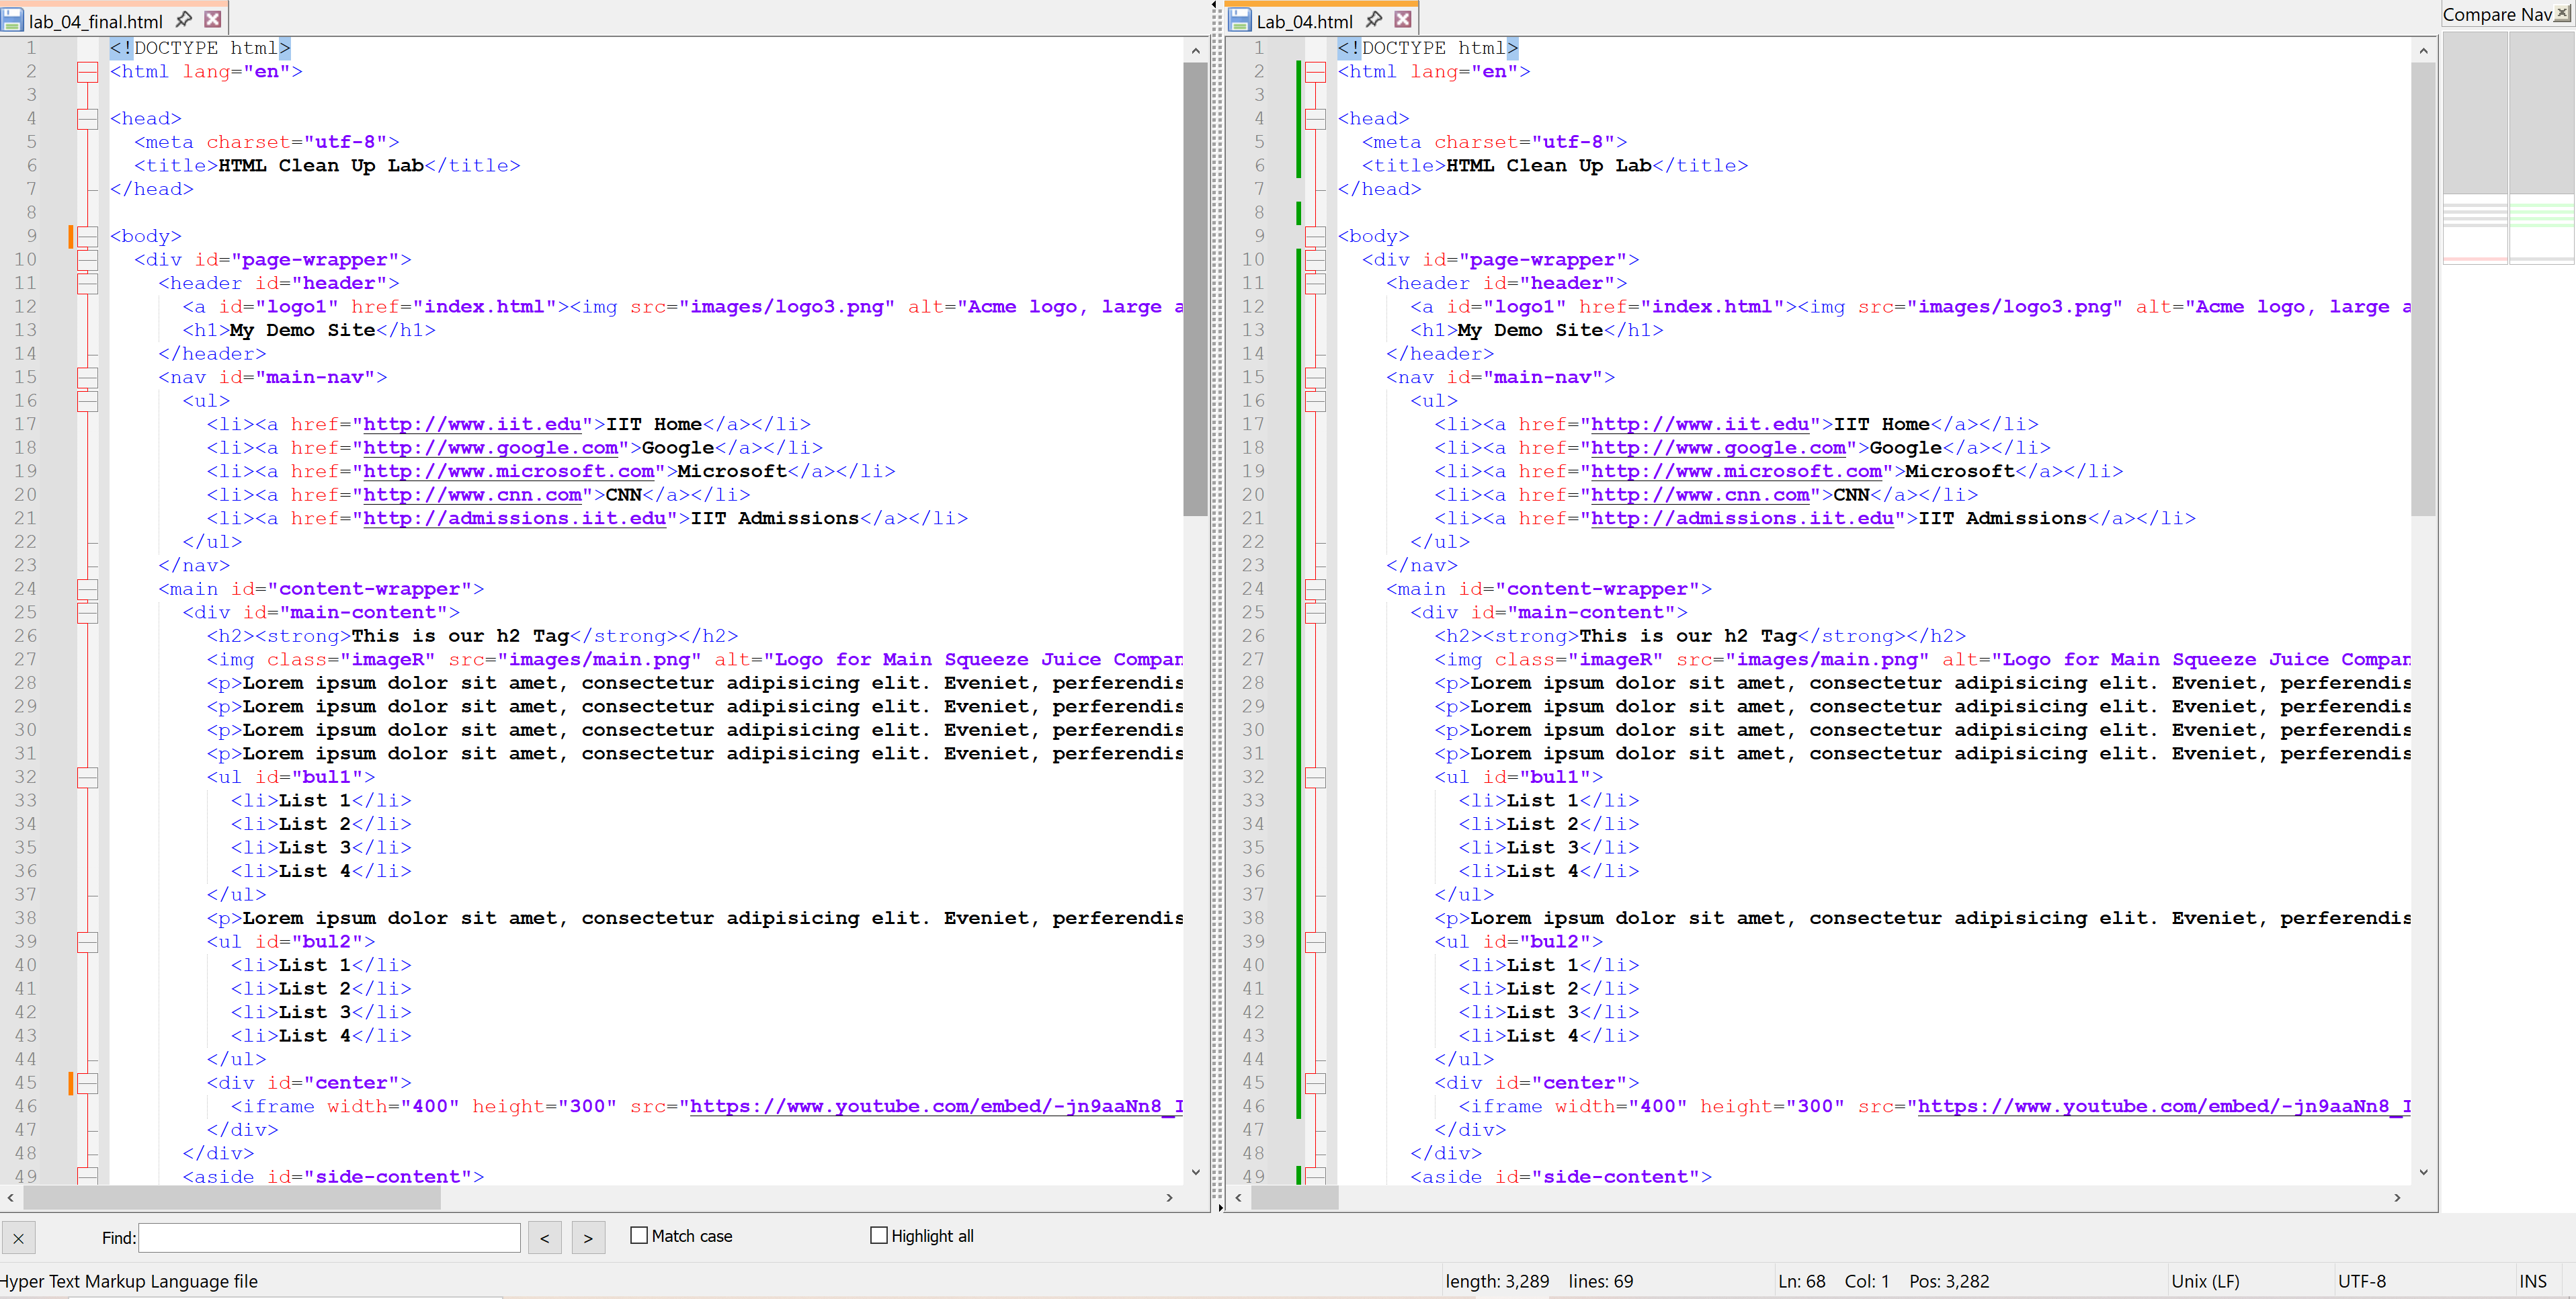 lab_04_final.html
1 <!DOCTYPE html>
2 <html lang="en">
3
4 <head>
5 <meta charset="utf-8">
6 <title>HTML Clean Up Lab</title>
7 </head>
8
9 <body>
10 <div id="page-wrapper">
11 <header id="header">
12 <a id="logo1" href="index.html"><img src="images/logo3.png" alt="Acme logo, large a
13 <h1>My Demo Site</h1>
14 </header>
15 <nav id="main-nav">
16 <ul>
17 <li><a href="http://www.iit.edu">IIT Home</a></li>
18 <li><a href="http://www.google.com">Google</a></li>
19 <li><a href="http://www.microsoft.com">Microsoft</a></li>
20 <li><a href="http://www.cnn.com">CNN</a></li>
21 <li><a href="http://admissions.iit.edu">IIT Admissions</a></li>
22 </ul>
23 </nav>
24 <main id="content-wrapper">
25 <div id="main-content">
26 <h2><strong>This is our h2 Tag</strong></h2>
27 <img class="imageR" src="images/main.png" alt="Logo for Main Squeeze Juice Compan
28 <p>Lorem ipsum dolor sit amet, consectetur adipisicing elit. Eveniet, perferendis
29 <p>Lorem ipsum dolor sit amet, consectetur adipisicing elit. Eveniet, perferendis
30 <p>Lorem ipsum dolor sit amet, consectetur adipisicing elit. Eveniet, perferendis
31 <p>Lorem ipsum dolor sit amet, consectetur adipisicing elit. Eveniet, perferendis
32 <ul id="bul1">
33 <li>List 1</li>
34 <li>List 2</li>
35 <li>List 3</li>
36 <li>List 4</li>
37 </ul>
38 <p>Lorem ipsum dolor sit amet, consectetur adipisicing elit. Eveniet, perferendis
39 <ul id="bul2">
40 <li>List 1</li>
41 <li>List 2</li>
42 <li>List 3</li>
43 <li>List 4</li>
44 </ul>
45 <div id="center">
46 <iframe width="400" height="300" src="https://www.youtube.com/embed/-jn9aaNn8_I
47 </div>
48 </div>
49 <aside id="side-content">
Lab_04.html
1 <!DOCTYPE html>
2 <html lang="en">
3
4 <head>
5 <meta charset="utf-8">
6 <title>HTML Clean Up Lab</title>
7 </head>
8
9 <body>
10 <div id="page-wrapper">
11 <header id="header">
12 <a id="logo1" href="index.html"><img src="images/logo3.png" alt="Acme logo, large a
13 <h1>My Demo Site</h1>
14 </header>
15 <nav id="main-nav">
16 <ul>
17 <li><a href="http://www.iit.edu">IIT Home</a></li>
18 <li><a href="http://www.google.com">Google</a></li>
19 <li><a href="http://www.microsoft.com">Microsoft</a></li>
20 <li><a href="http://www.cnn.com">CNN</a></li>
21 <li><a href="http://admissions.iit.edu">IIT Admissions</a></li>
22 </ul>
23 </nav>
24 <main id="content-wrapper">
25 <div id="main-content">
26 <h2><strong>This is our h2 Tag</strong></h2>
27 <img class="imageR" src="images/main.png" alt="Logo for Main Squeeze Juice Compan
28 <p>Lorem ipsum dolor sit amet, consectetur adipisicing elit. Eveniet, perferendis
29 <p>Lorem ipsum dolor sit amet, consectetur adipisicing elit. Eveniet, perferendis
30 <p>Lorem ipsum dolor sit amet, consectetur adipisicing elit. Eveniet, perferendis
31 <p>Lorem ipsum dolor sit amet, consectetur adipisicing elit. Eveniet, perferendis
32 <ul id="bul1">
33 <li>List 1</li>
34 <li>List 2</li>
35 <li>List 3</li>
36 <li>List 4</li>
37 </ul>
38 <p>Lorem ipsum dolor sit amet, consectetur adipisicing elit. Eveniet, perferendis
39 <ul id="bul2">
40 <li>List 1</li>
41 <li>List 2</li>
42 <li>List 3</li>
43 <li>List 4</li>
44 </ul>
45 <div id="center">
46 <iframe width="400" height="300" src="https://www.youtube.com/embed/-jn9aaNn8_I
47 </div>
48 </div>
49 <aside id="side-content">
Compare Nav
Find: < > Match case Highlight all
Hyper Text Markup Language file length: 3,289 lines: 69 Ln: 68 Col: 1 Pos: 3,282 Unix (LF) UTF-8 INS